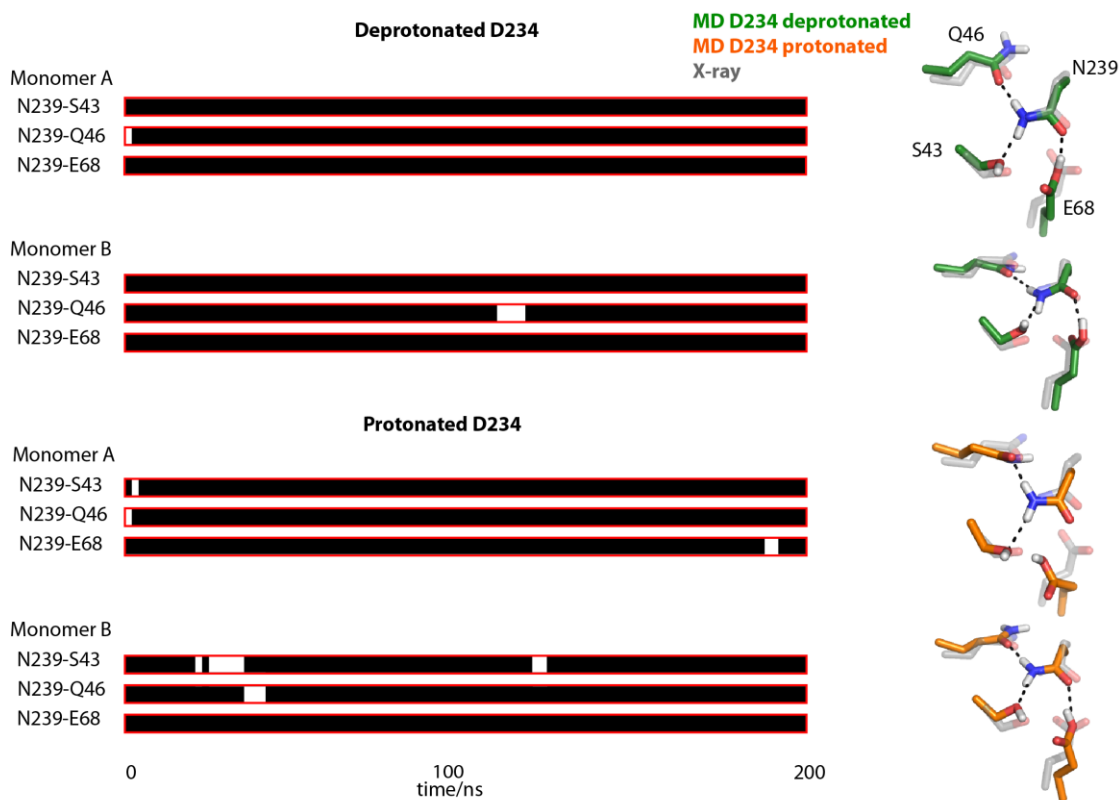 Deprotonated D234
MD D234 deprotonated
MD D234 protonated
X-ray
Q46
N239
S43
E68
Monomer A
N239-S43
N239-Q46
N239-E68
Monomer B
N239-S43
N239-Q46
N239-E68
Protonated D234
Monomer A
N239-S43
N239-Q46
N239-E68
Monomer B
N239-S43
N239-Q46
N239-E68
0 100 200
time/ns